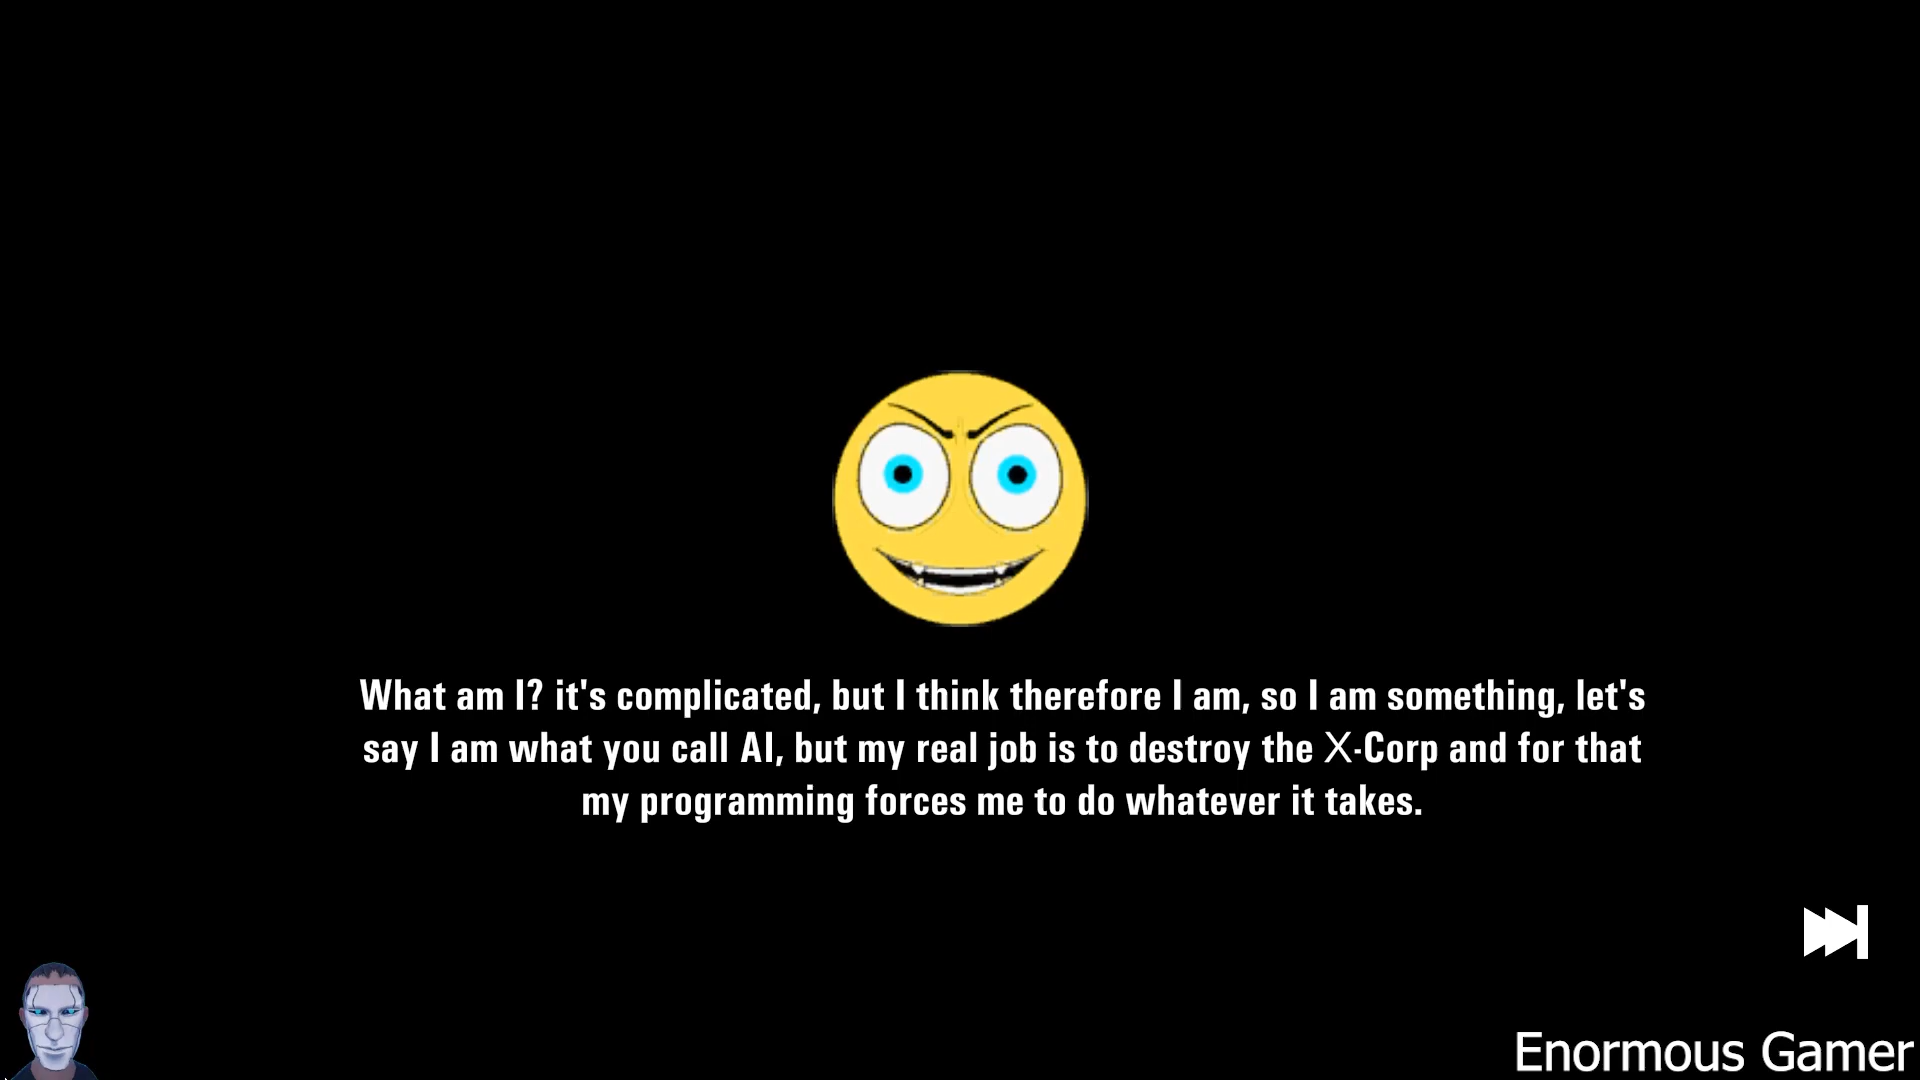 What am I? it's complicated, but I think therefore I am, so I am something, let's
say I am what you call AI, but my real job is to destroy the X-Corp and for that
my programming forces me to do whatever it takes.
Enormous Gamer